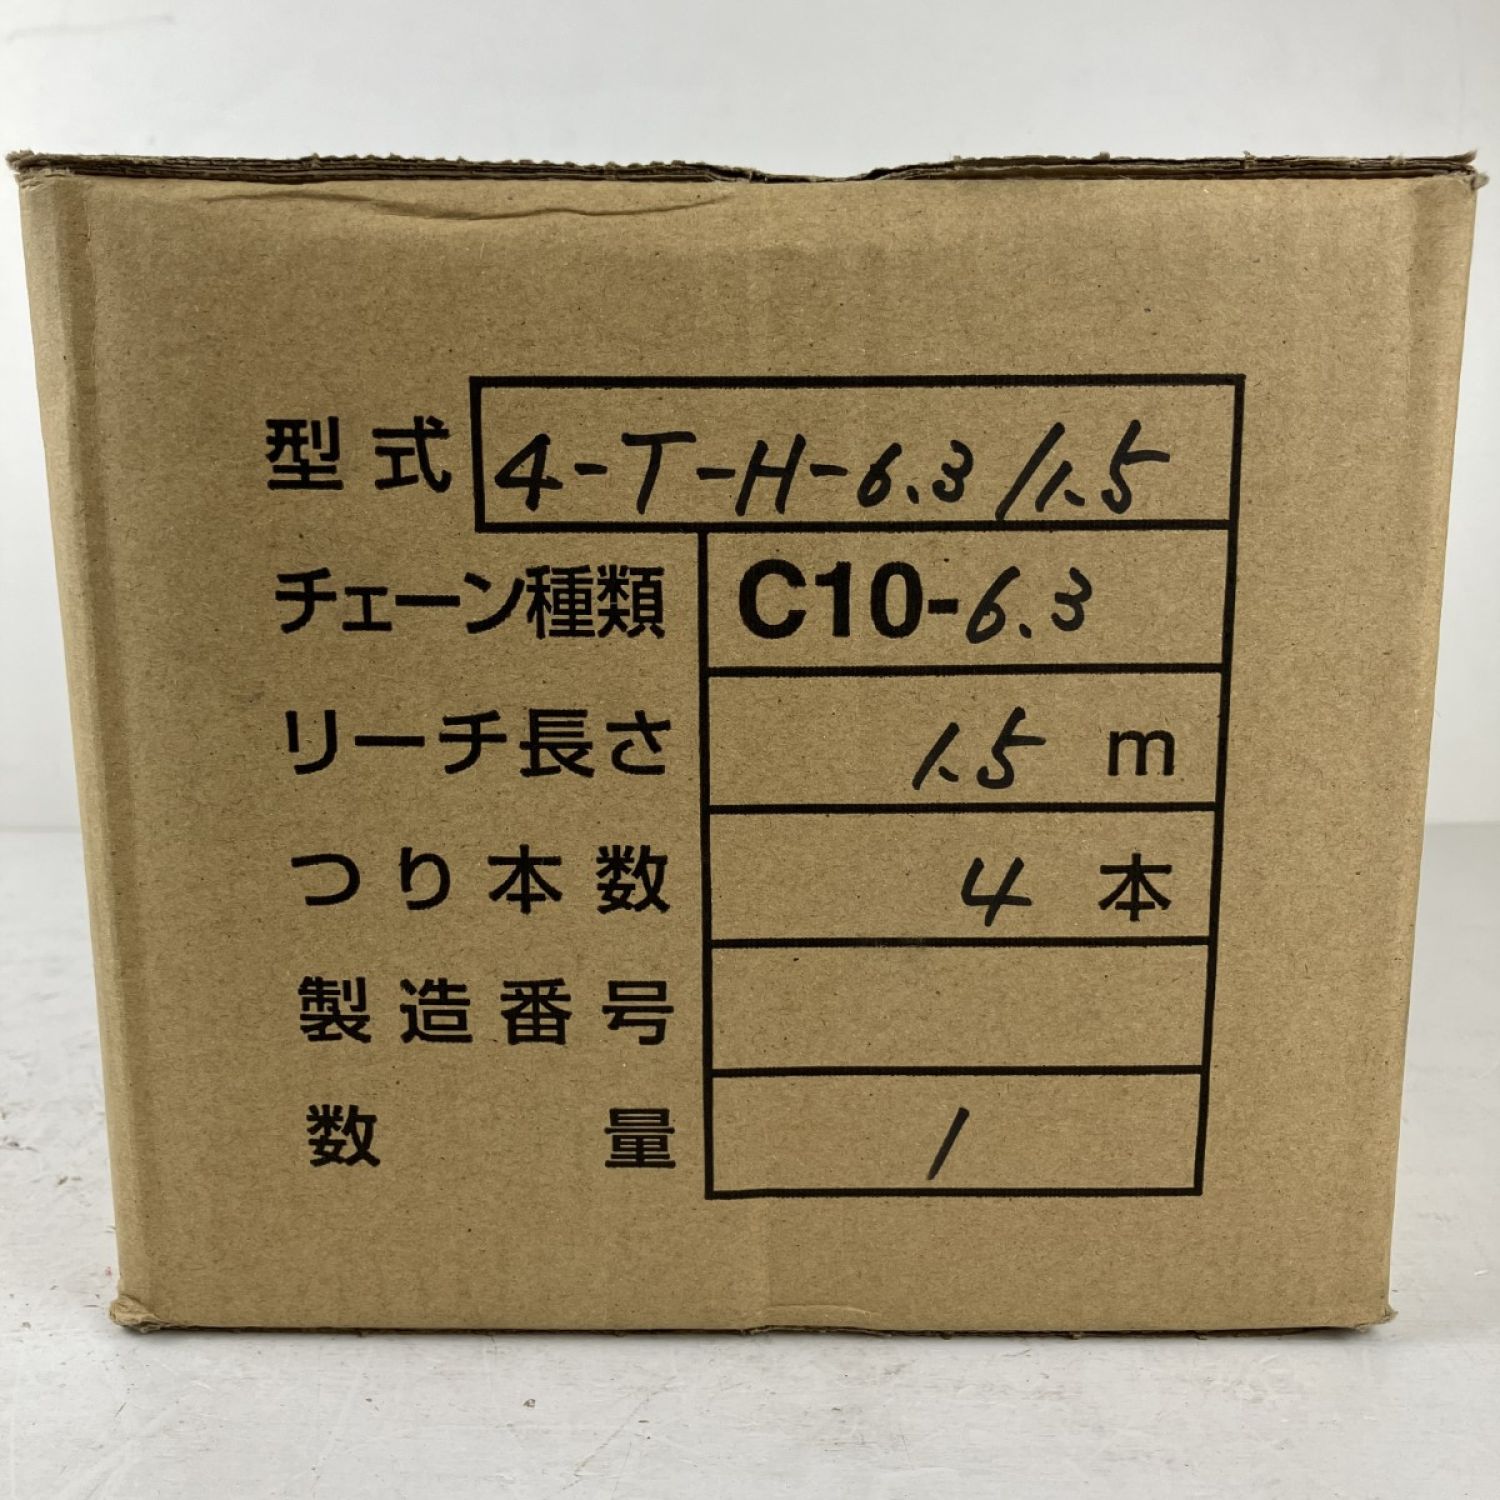 型式 4-T-H-6.3/1.5
チェーン種類 C10-6.3
リーチ長さ 1.5 m
つり本数 4 本
製造番号
数量 1